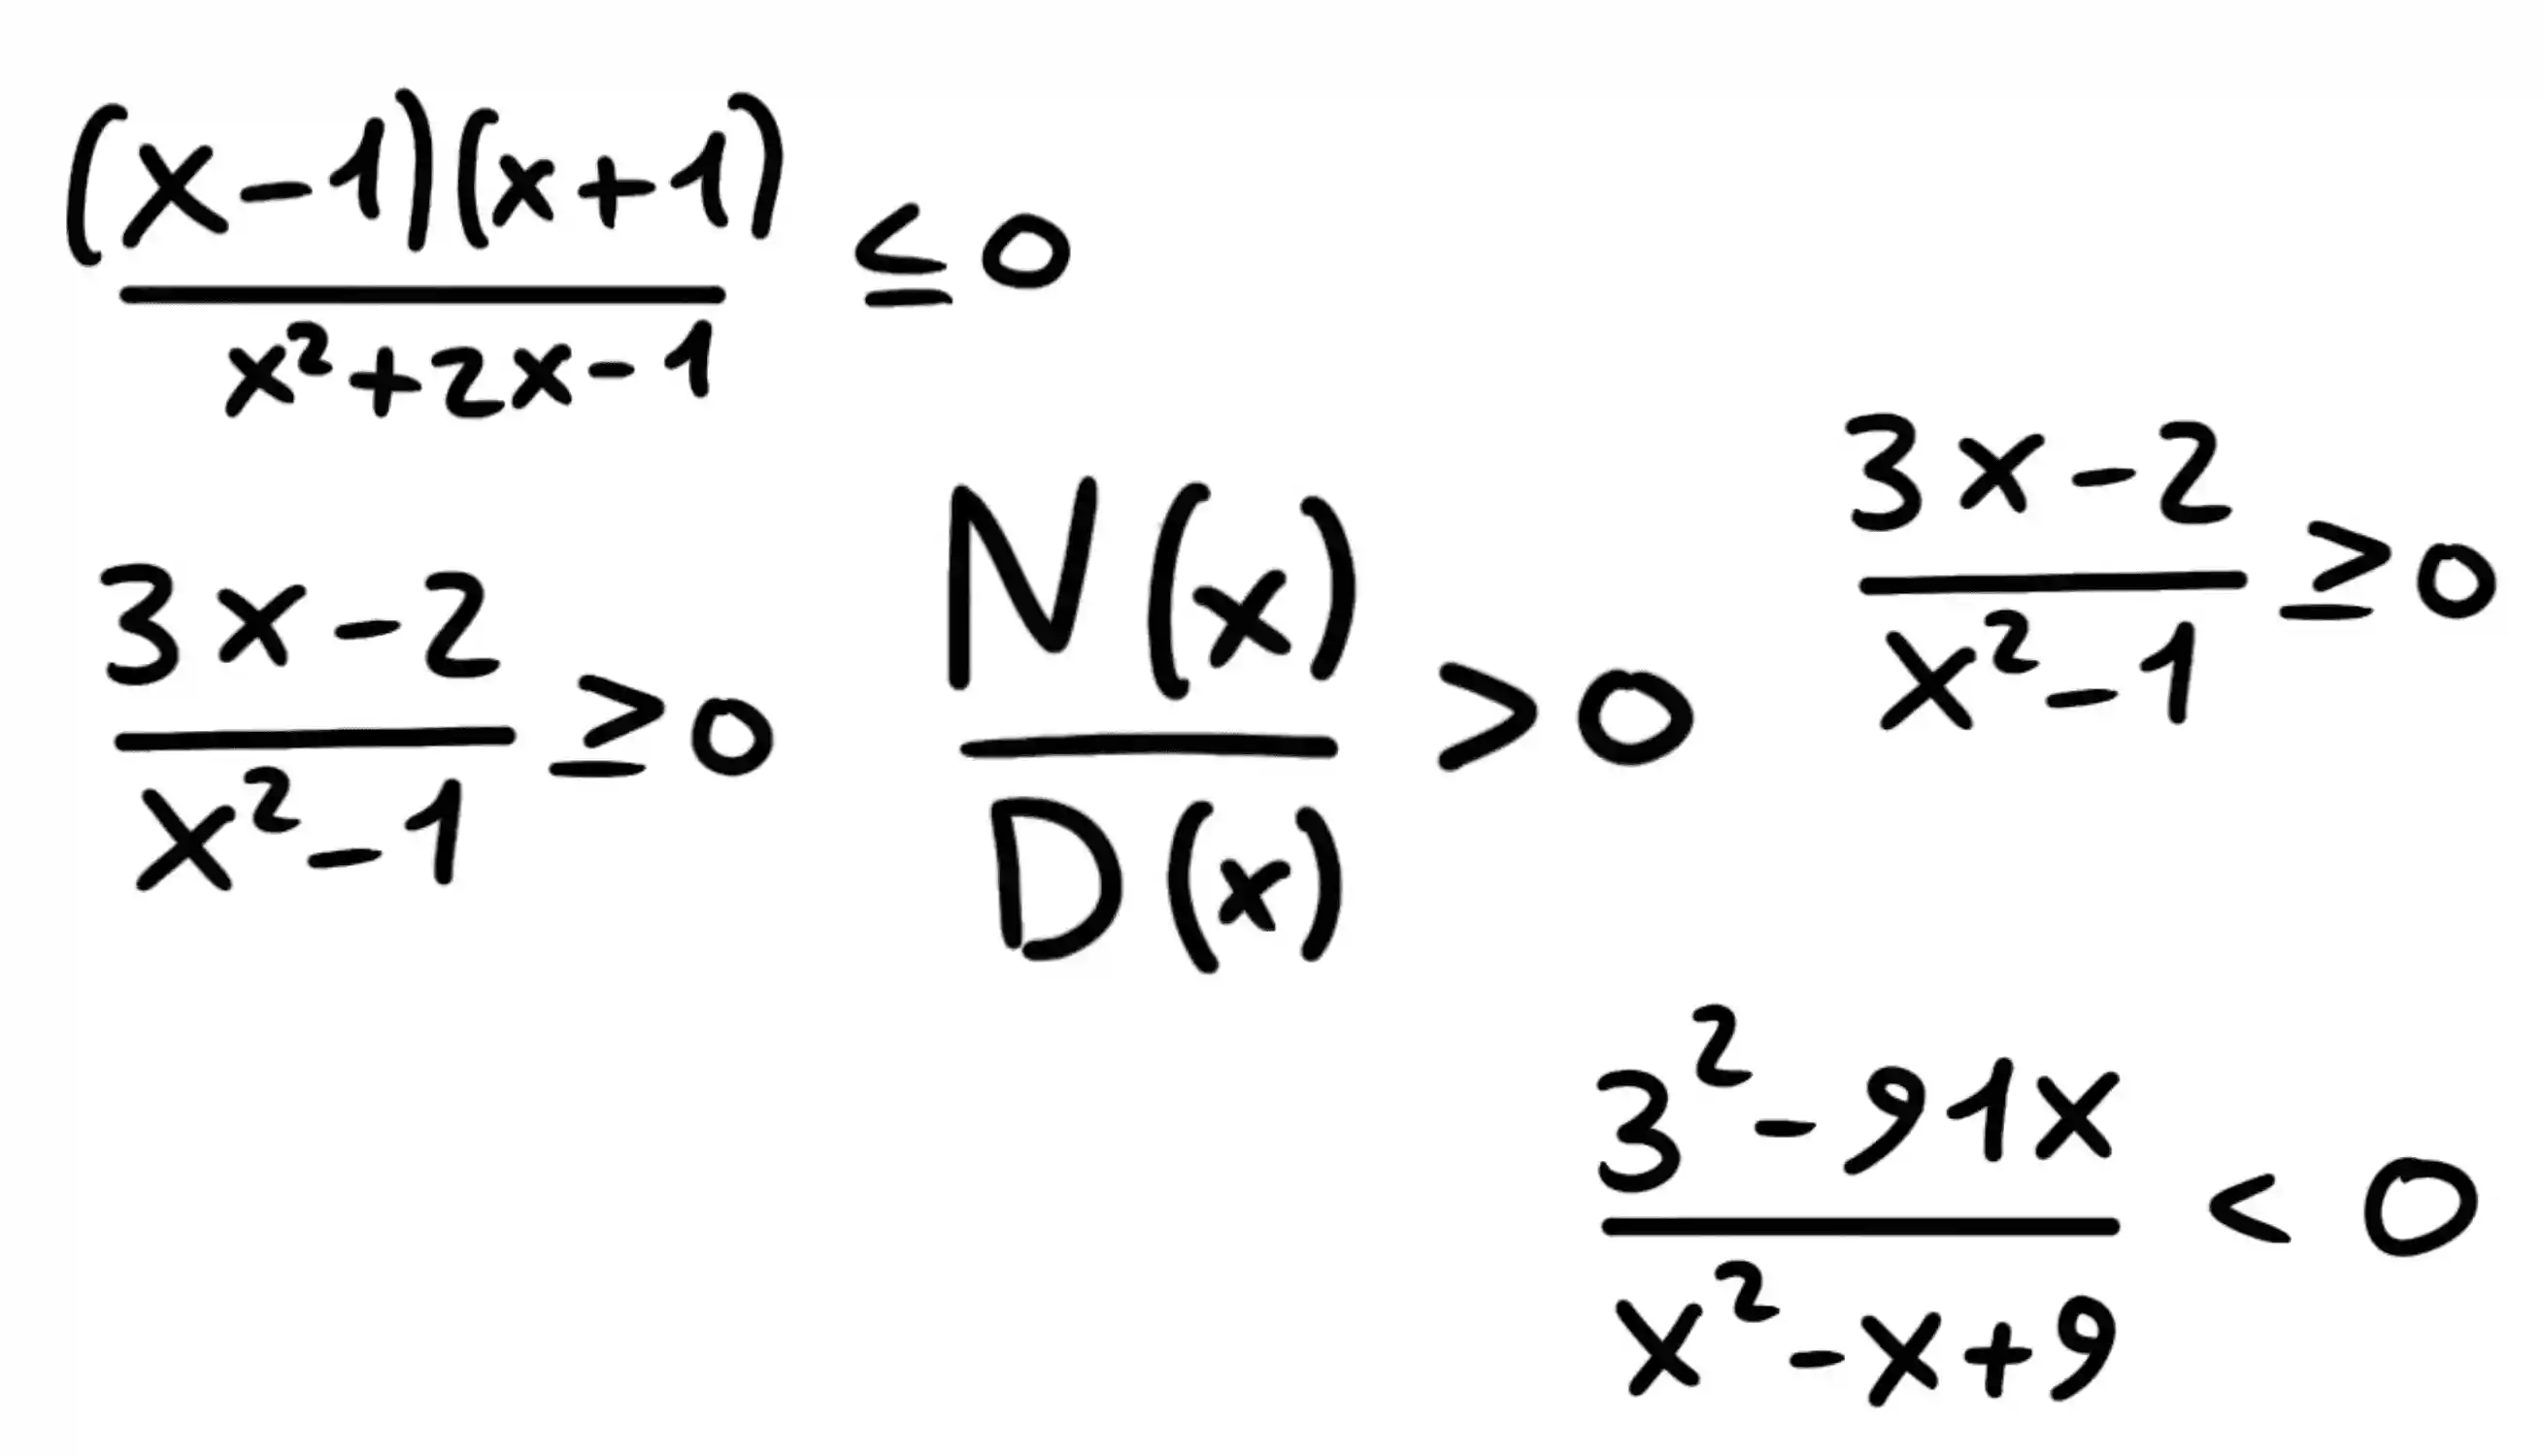 (x-1)(x+1)
x²+2x-1
≤0
3x-2
x²-1
≥0
N(x)
D(x)
>0
3x-2
x²-1
≥0
3²-91x
x²-x+9
<0